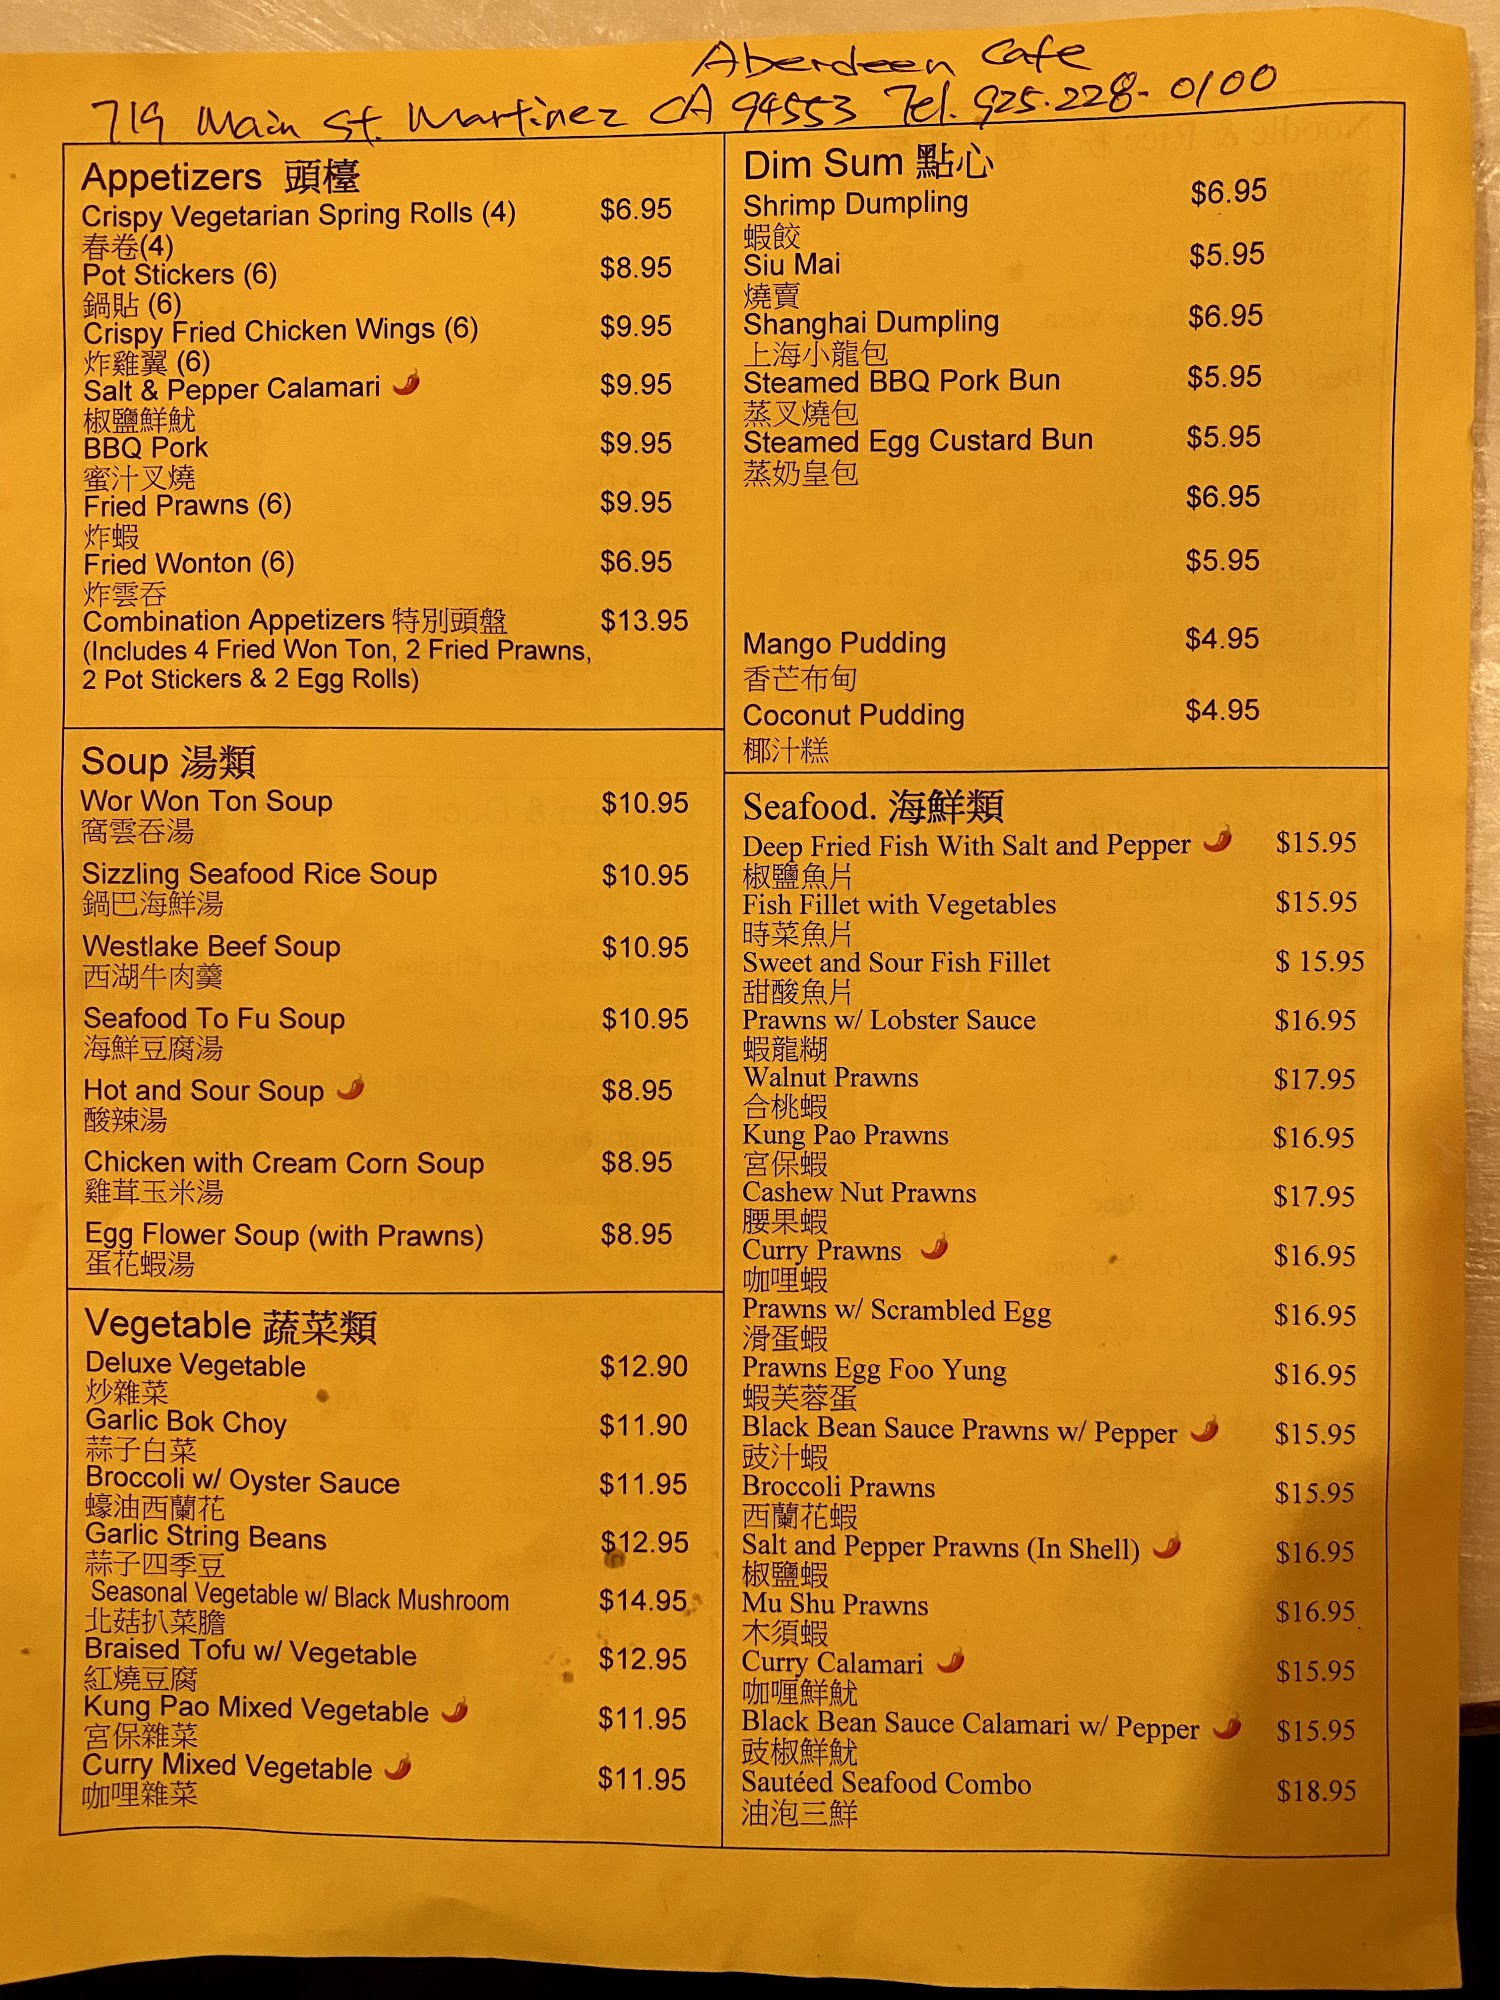 Aberdeen Cafe
719 Main St. Martinez CA 94553 Tel. 925.228-0100
Appetizers 頭檯
Crispy Vegetarian Spring Rolls (4) $6.95
春卷(4)
Pot Stickers (6) $8.95
鍋貼 (6)
Crispy Fried Chicken Wings (6) $9.95
炸雞翼 (6)
Salt & Pepper Calamari 🌶 $9.95
椒鹽鮮魷
BBQ Pork $9.95
蜜汁叉燒
Fried Prawns (6) $9.95
炸蝦
Fried Wonton (6) $6.95
炸雲吞
Combination Appetizers 特別頭盤 $13.95
(Includes 4 Fried Won Ton, 2 Fried Prawns,
2 Pot Stickers & 2 Egg Rolls)
Soup 湯類
Wor Won Ton Soup $10.95
窩雲吞湯
Sizzling Seafood Rice Soup $10.95
鍋巴海鮮湯
Westlake Beef Soup $10.95
西湖牛肉羹
Seafood To Fu Soup $10.95
海鮮豆腐湯
Hot and Sour Soup 🌶 $8.95
酸辣湯
Chicken with Cream Corn Soup $8.95
雞茸玉米湯
Egg Flower Soup (with Prawns) $8.95
蛋花蝦湯
Vegetable 蔬菜類
Deluxe Vegetable $12.90
炒雜菜
Garlic Bok Choy $11.90
蒜子白菜
Broccoli w/ Oyster Sauce $11.95
蠔油西蘭花
Garlic String Beans $12.95
蒜子四季豆
Seasonal Vegetable w/ Black Mushroom $14.95
北菇扒菜膽
Braised Tofu w/ Vegetable $12.95
紅燒豆腐
Kung Pao Mixed Vegetable 🌶 $11.95
宮保雜菜
Curry Mixed Vegetable 🌶 $11.95
咖哩雜菜
Dim Sum 點心
Shrimp Dumpling $6.95
蝦餃
Siu Mai $5.95
燒賣
Shanghai Dumpling $6.95
上海小龍包
Steamed BBQ Pork Bun $5.95
蒸叉燒包
Steamed Egg Custard Bun $5.95
蒸奶皇包
$6.95
$5.95
Mango Pudding $4.95
香芒布甸
Coconut Pudding $4.95
椰汁糕
Seafood. 海鮮類
Deep Fried Fish With Salt and Pepper 🌶 $15.95
椒鹽魚片
Fish Fillet with Vegetables $15.95
時菜魚片
Sweet and Sour Fish Fillet $ 15.95
甜酸魚片
Prawns w/ Lobster Sauce $16.95
蝦龍糊
Walnut Prawns $17.95
合桃蝦
Kung Pao Prawns $16.95
宮保蝦
Cashew Nut Prawns $17.95
腰果蝦
Curry Prawns 🌶 $16.95
咖哩蝦
Prawns w/ Scrambled Egg $16.95
滑蛋蝦
Prawns Egg Foo Yung $16.95
蝦芙蓉蛋
Black Bean Sauce Prawns w/ Pepper 🌶 $15.95
豉汁蝦
Broccoli Prawns $15.95
西蘭花蝦
Salt and Pepper Prawns (In Shell) 🌶 $16.95
椒鹽蝦
Mu Shu Prawns $16.95
木須蝦
Curry Calamari 🌶 $15.95
咖喱鮮魷
Black Bean Sauce Calamari w/ Pepper 🌶 $15.95
豉椒鮮魷
Sautéed Seafood Combo $18.95
油泡三鮮